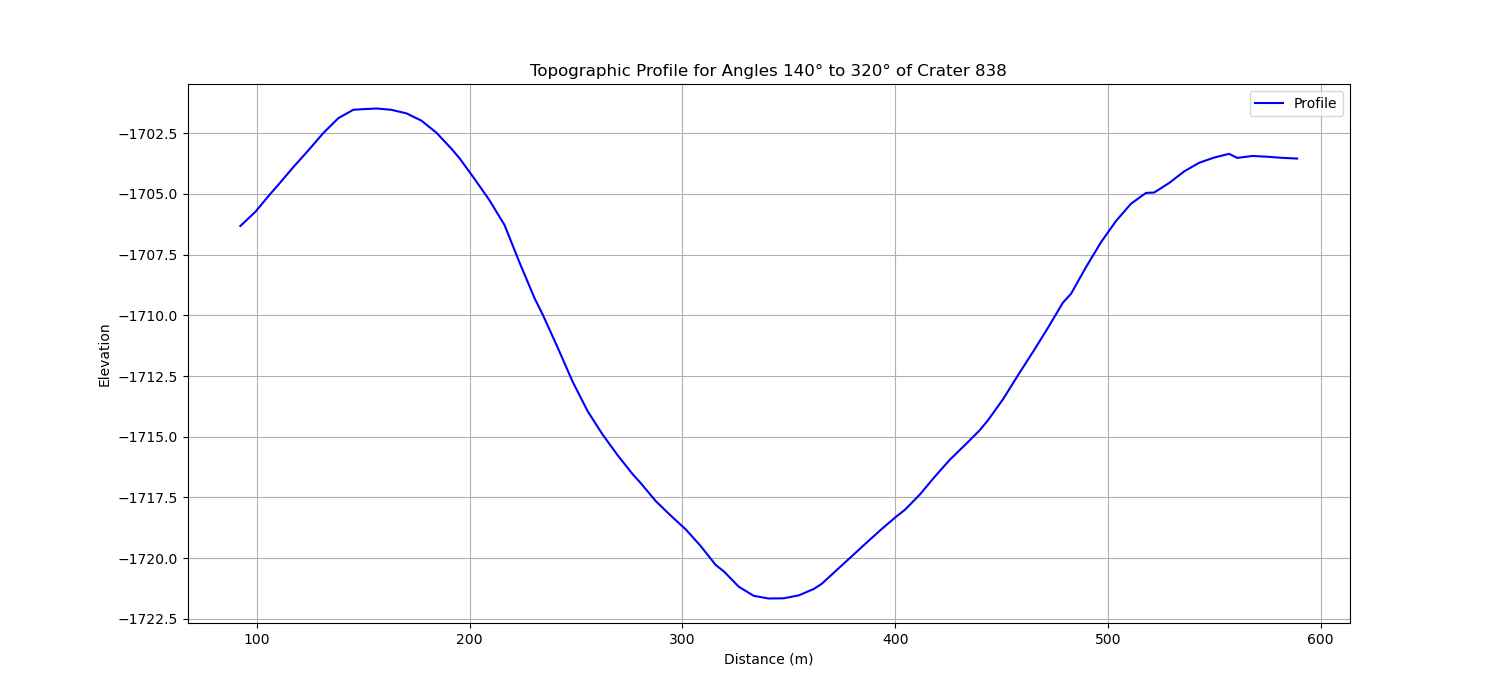 Topographic Profile for Angles 140° to 320° of Crater 838
Profile
−1702.5
−1705.0
−1707.5
−1710.0
−1712.5
−1715.0
−1717.5
−1720.0
−1722.5
Elevation
100 200 300 400 500 600
Distance (m)